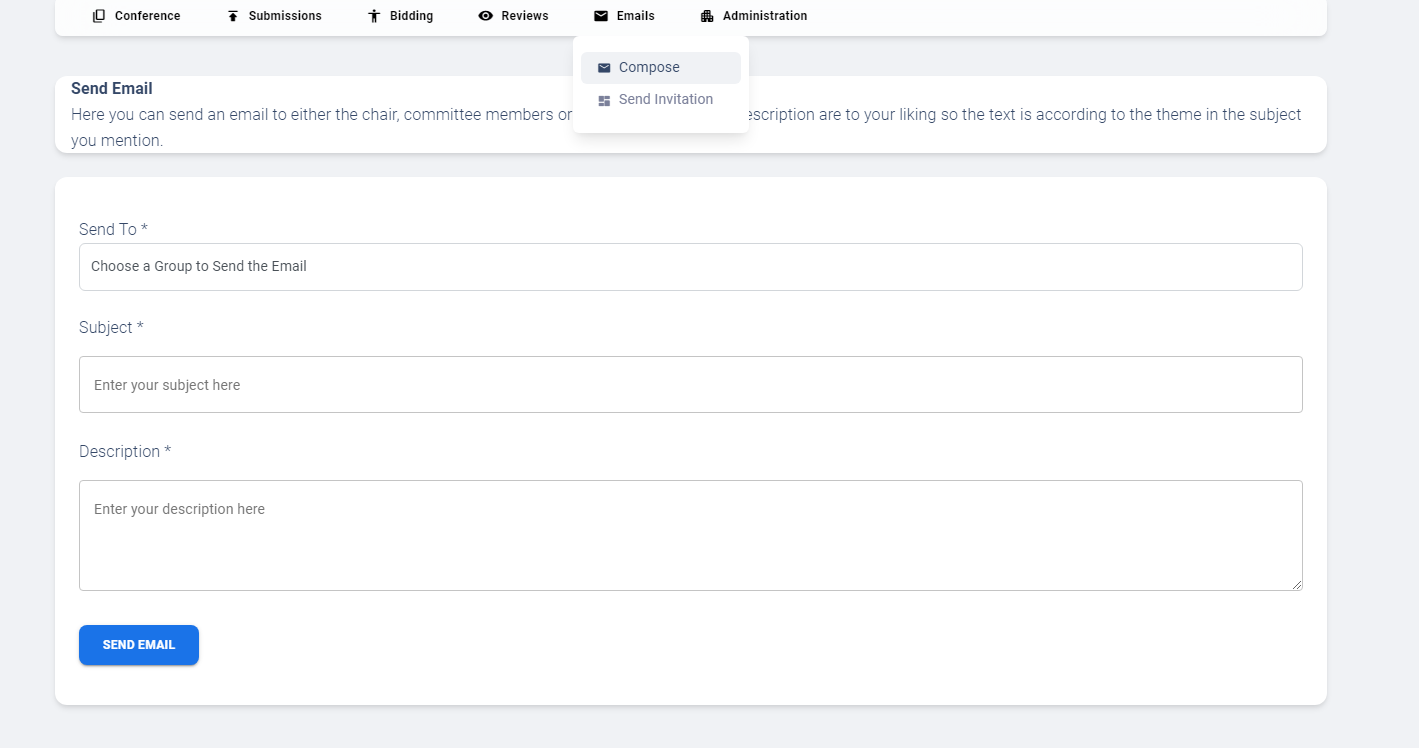 Conference Submissions Bidding Reviews Emails Administration
Compose
Send Invitation
Send Email
Here you can send an email to either the chair, committee members or escription are to your liking so the text is according to the theme in the subject
you mention.
Send To *
Choose a Group to Send the Email
Subject *
Enter your subject here
Description *
Enter your description here
SEND EMAIL